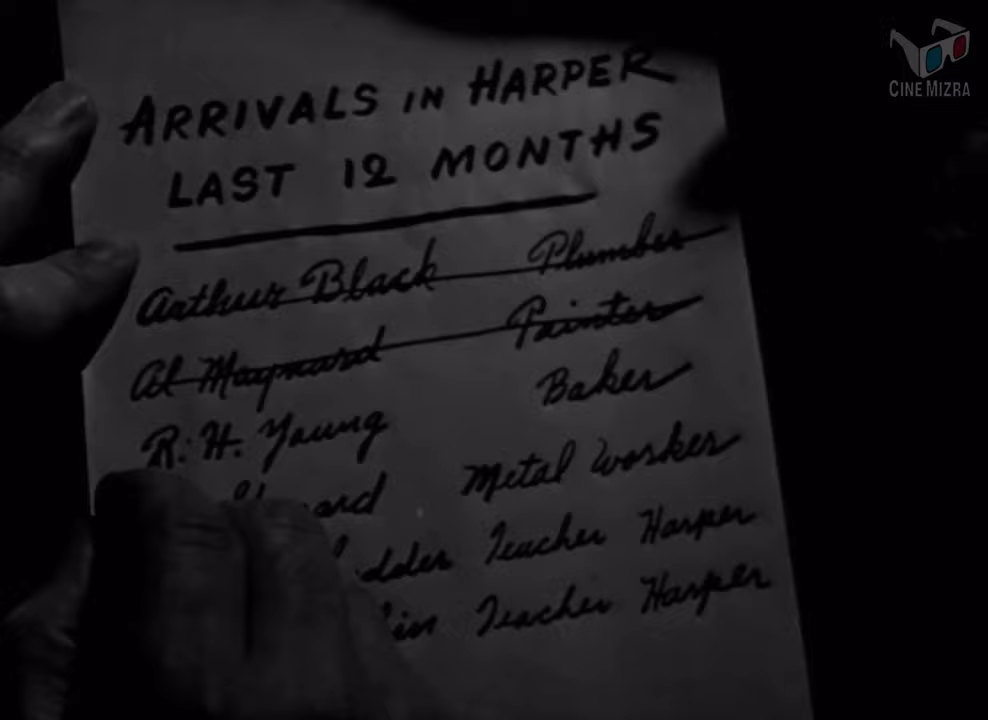 ARRIVALS IN HARPER
LAST 12 MONTHS
Arthur Black Plumber
Al Maynard Painter
R. H. Young Baker
Metal Worker
Teacher Harper
Teacher Harper
CINE MIZRA